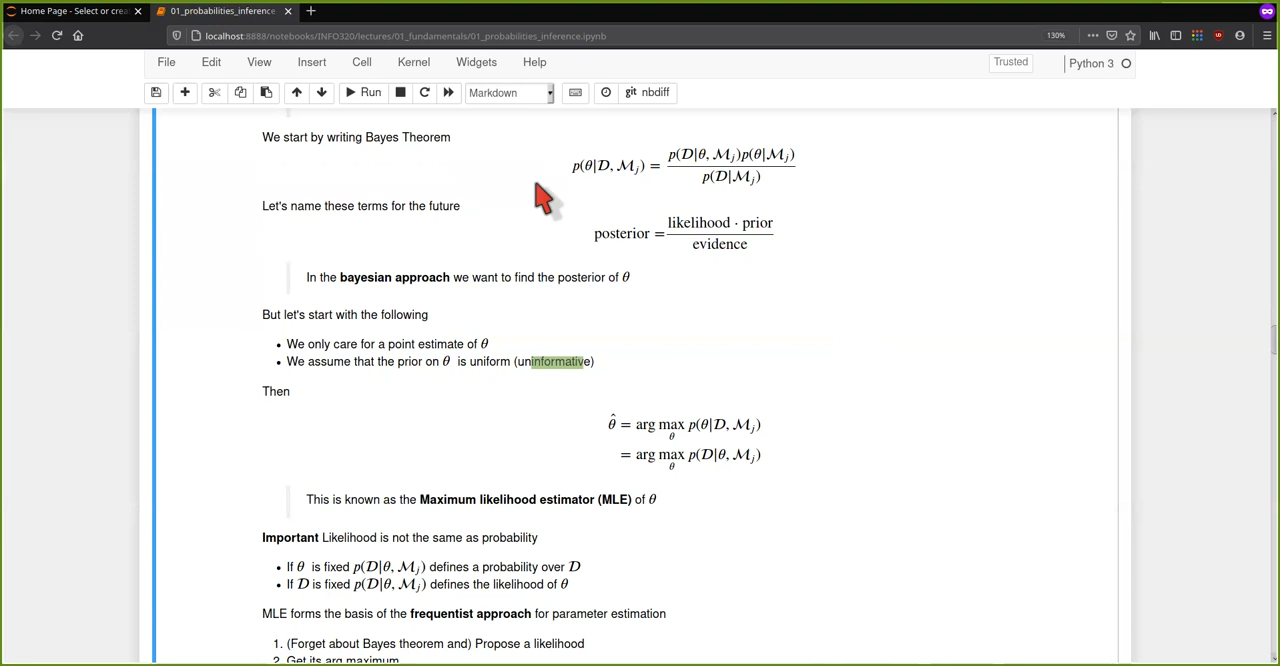 Home Page - Select or crea
01_probabilities_inference
localhost:8888/notebooks/INFO320/lectures/01_fundamentals/01_probabilities_inference.ipynb
130%
File Edit View Insert Cell Kernel Widgets Help
Trusted
Python 3
Run
Markdown
git nbdiff
We start by writing Bayes Theorem
p(θ|𝒟, ℳ_j) = p(𝒟|θ, ℳ_j)p(θ|ℳ_j) / p(𝒟|ℳ_j)
Let's name these terms for the future
posterior = likelihood · prior / evidence
In the bayesian approach we want to find the posterior of θ
But let's start with the following
• We only care for a point estimate of θ
• We assume that the prior on θ is uniform (uninformative)
Then
θ̂ = arg max_θ p(θ|𝒟, ℳ_j)
= arg max_θ p(𝒟|θ, ℳ_j)
This is known as the Maximum likelihood estimator (MLE) of θ
Important Likelihood is not the same as probability
• If θ is fixed p(𝒟|θ, ℳ_j) defines a probability over 𝒟
• If 𝒟 is fixed p(𝒟|θ, ℳ_j) defines the likelihood of θ
MLE forms the basis of the frequentist approach for parameter estimation
1. (Forget about Bayes theorem and) Propose a likelihood
2. Get its arg maximum